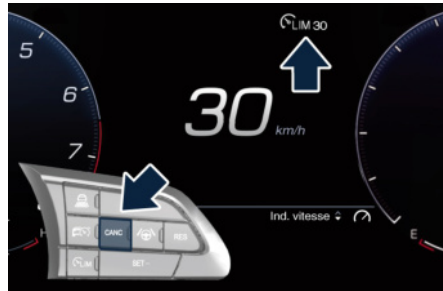 LIM 30
5
6
7
30 km/h
Ind. vitesse
H
E
CANC
RES
LIM
SET -